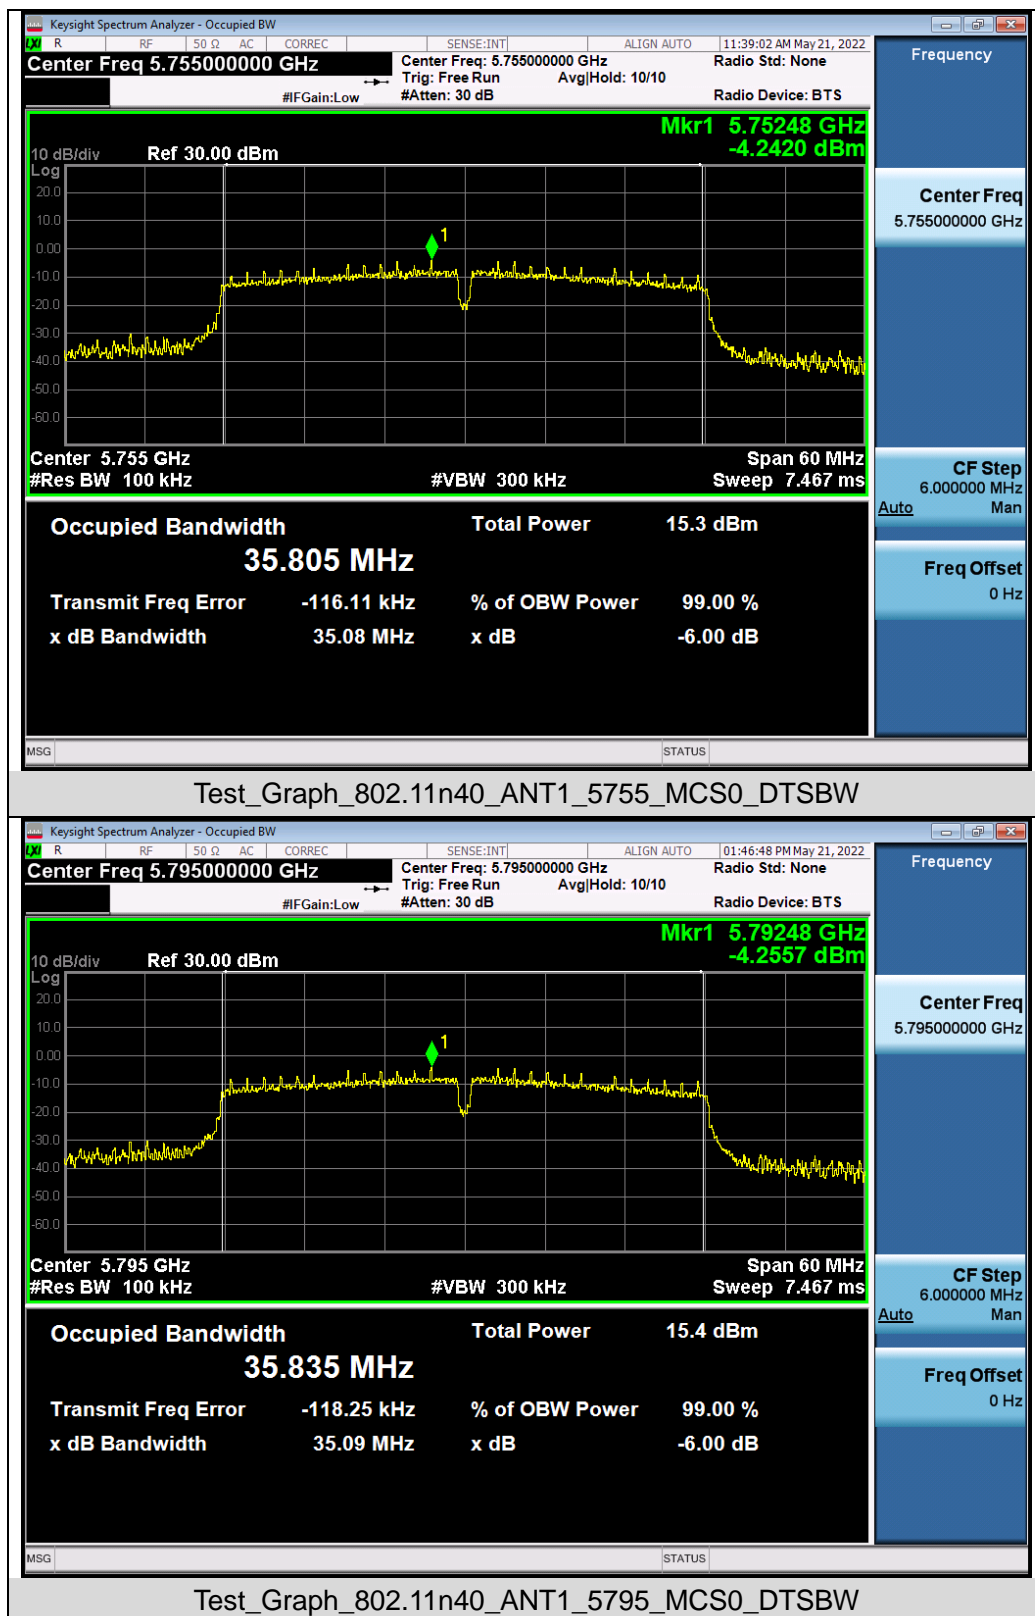 Keysight Spectrum Analyzer - Occupied BW
LXI R RF 50 Ω AC CORREC SENSE:INT ALIGN AUTO 11:39:02 AM May 21, 2022
Center Freq 5.755000000 GHz
Center Freq: 5.755000000 GHz Radio Std: None
Trig: Free Run Avg|Hold: 10/10
#IFGain:Low #Atten: 30 dB Radio Device: BTS
Frequency
Mkr1 5.75248 GHz
-4.2420 dBm
10 dB/div Ref 30.00 dBm
Log
20.0
10.0
0.00
-10.0
-20.0
-30.0
-40.0
-50.0
-60.0
1
Center 5.755 GHz Span 60 MHz
#Res BW 100 kHz #VBW 300 kHz Sweep 7.467 ms
Center Freq
5.755000000 GHz
CF Step
6.000000 MHz
Auto Man
Freq Offset
0 Hz
Occupied Bandwidth Total Power 15.3 dBm
35.805 MHz
Transmit Freq Error -116.11 kHz % of OBW Power 99.00 %
x dB Bandwidth 35.08 MHz x dB -6.00 dB
MSG STATUS
Test_Graph_802.11n40_ANT1_5755_MCS0_DTSBW
Keysight Spectrum Analyzer - Occupied BW
LXI R RF 50 Ω AC CORREC SENSE:INT ALIGN AUTO 01:46:48 PM May 21, 2022
Center Freq 5.795000000 GHz
Center Freq: 5.795000000 GHz Radio Std: None
Trig: Free Run Avg|Hold: 10/10
#IFGain:Low #Atten: 30 dB Radio Device: BTS
Frequency
Mkr1 5.79248 GHz
-4.2557 dBm
10 dB/div Ref 30.00 dBm
Log
20.0
10.0
0.00
-10.0
-20.0
-30.0
-40.0
-50.0
-60.0
1
Center 5.795 GHz Span 60 MHz
#Res BW 100 kHz #VBW 300 kHz Sweep 7.467 ms
Center Freq
5.795000000 GHz
CF Step
6.000000 MHz
Auto Man
Freq Offset
0 Hz
Occupied Bandwidth Total Power 15.4 dBm
35.835 MHz
Transmit Freq Error -118.25 kHz % of OBW Power 99.00 %
x dB Bandwidth 35.09 MHz x dB -6.00 dB
MSG STATUS
Test_Graph_802.11n40_ANT1_5795_MCS0_DTSBW